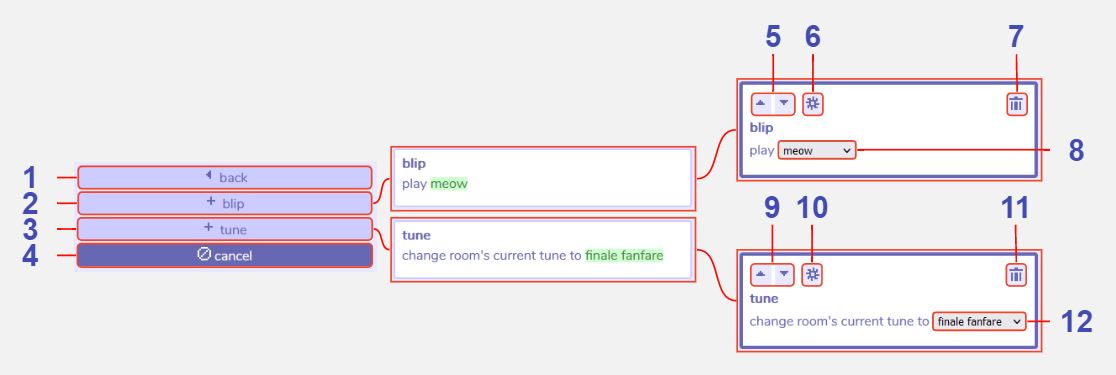 5 6 7
blip
play meow
8
1 back
2 + blip
3 + tune
4 cancel
blip
play meow
tune
change room's current tune to finale fanfare
9 10 11
tune
change room's current tune to finale fanfare
12